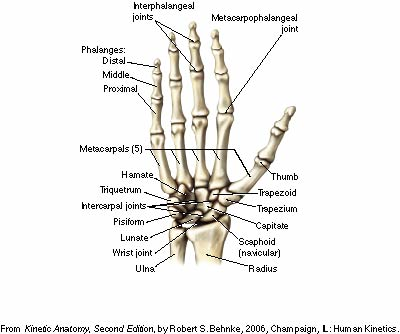 Interphalangeal
joints
Metacarpophalangeal
joint
Phalanges:
Distal
Middle
Proximal
Metacarpals (5)
Hamate
Triquetrum
Intercarpal joints
Pisiform
Lunate
Wrist joint
Ulna
Thumb
Trapezoid
Trapezium
Capitate
Scaphoid
(navicular)
Radius
From Kinetic Anatomy, Second Edition, by Robert S. Behnke, 2006, Champaign, IL: Human Kinetics.